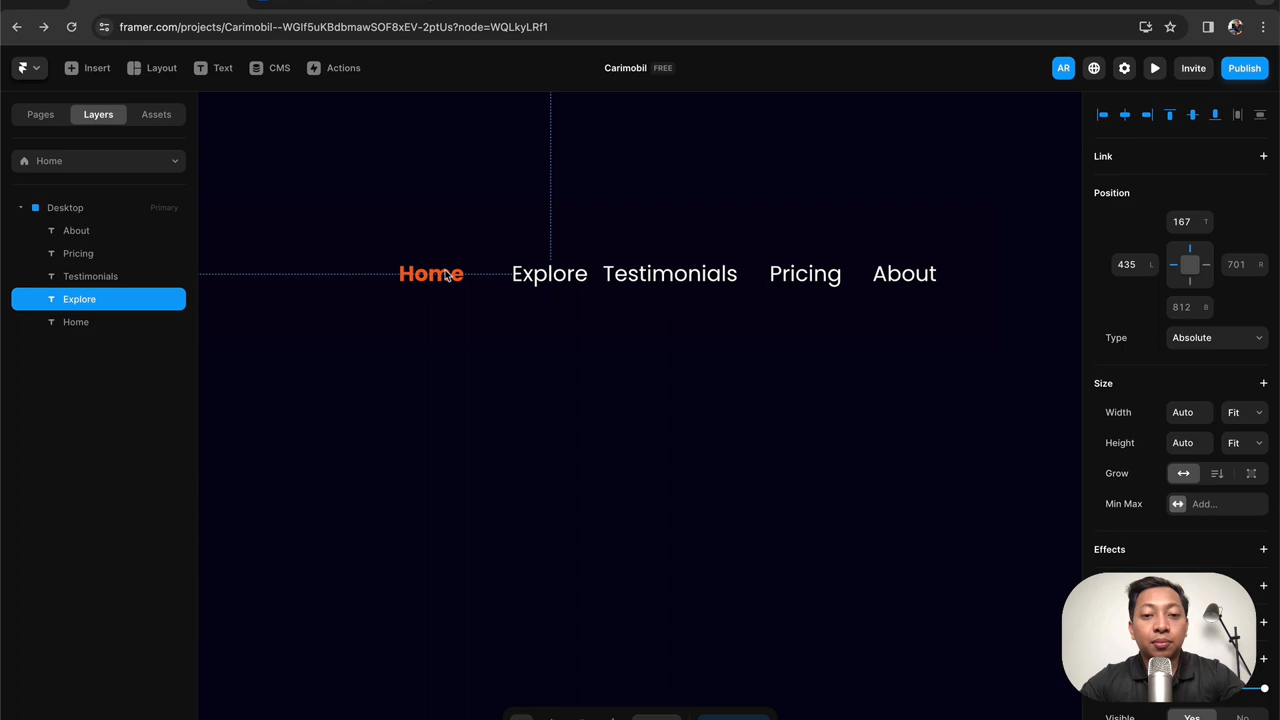 framer.com/projects/Carimobil--WGlf5uKBdbmawSOF8xEV-2ptUs?node=WQLkyLRf1
Insert Layout Text CMS Actions
Carimobil FREE
AR Invite Publish
Pages Layers Assets
Home
Desktop Primary
About
Pricing
Testimonials
Explore
Home
Home Explore Testimonials Pricing About
Link
Position
167 T
435 L 701 R
812 B
Type Absolute
Size
Width Auto Fit
Height Auto Fit
Grow
Min Max Add...
Effects
Visible Yes No